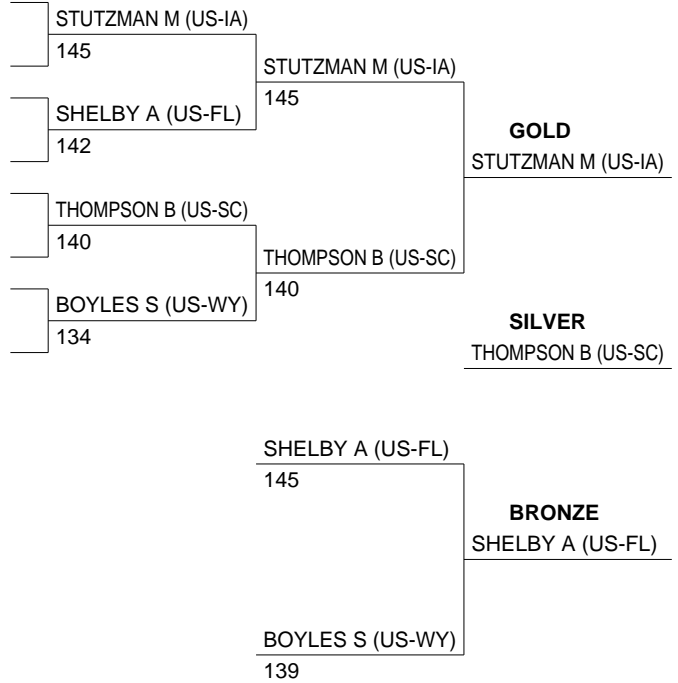 STUTZMAN M (US-IA)
145
SHELBY A (US-FL)
142
THOMPSON B (US-SC)
140
BOYLES S (US-WY)
134
STUTZMAN M (US-IA)
145
THOMPSON B (US-SC)
140
GOLD
STUTZMAN M (US-IA)
SILVER
THOMPSON B (US-SC)
SHELBY A (US-FL)
145
BOYLES S (US-WY)
139
BRONZE
SHELBY A (US-FL)